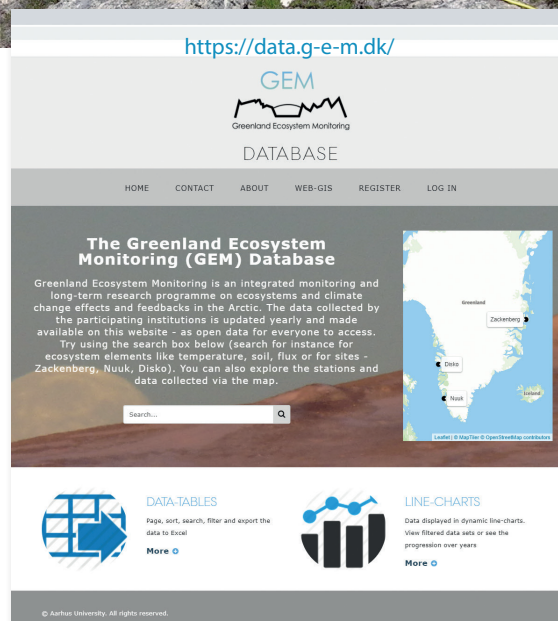 https://data.g-e-m.dk/
GEM
Greenland Ecosystem Monitoring
DATABASE
HOME CONTACT ABOUT WEB-GIS REGISTER LOG IN
The Greenland Ecosystem
Monitoring (GEM) Database
Greenland Ecosystem Monitoring is an integrated monitoring and
long-term research programme on ecosystems and climate
change effects and feedbacks in the Arctic. The data collected by
the participating institutions is updated yearly and made
available on this website - as open data for everyone to access.
Try using the search box below (search for instance for
ecosystem elements like temperature, soil, flux or for sites -
Zackenberg, Nuuk, Disko). You can also explore the stations and
data collected via the map.
Search...
Greenland
Zackenberg
Disko
Nuuk
Iceland
Leaflet | © MapTiler © OpenStreetMap contributors
DATA-TABLES
Page, sort, search, filter and export the
data to Excel
More
LINE-CHARTS
Data displayed in dynamic line-charts.
View filtered data sets or see the
progression over years
More
© Aarhus University. All rights reserved.